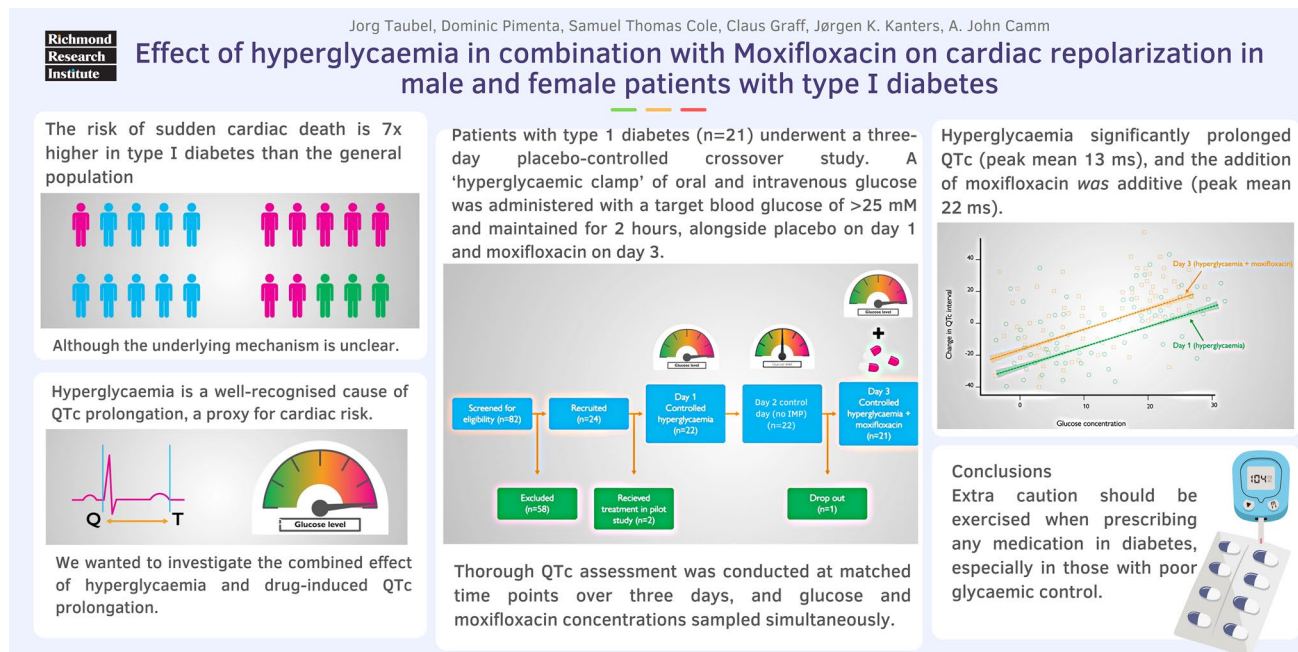 Jorg Taubel, Dominic Pimenta, Samuel Thomas Cole, Claus Graff, Jørgen K. Kanters, A. John Camm
Richmond
Research
Institute
Effect of hyperglycaemia in combination with Moxifloxacin on cardiac repolarization in
male and female patients with type I diabetes
The risk of sudden cardiac death is 7x
higher in type I diabetes than the general
population
Although the underlying mechanism is unclear.
Hyperglycaemia is a well-recognised cause of
QTc prolongation, a proxy for cardiac risk.
Q
T
Glucose level
We wanted to investigate the combined effect
of hyperglycaemia and drug-induced QTc
prolongation.
Patients with type 1 diabetes (n=21) underwent a three-
day placebo-controlled crossover study. A
‘hyperglycaemic clamp’ of oral and intravenous glucose
was administered with a target blood glucose of >25 mM
and maintained for 2 hours, alongside placebo on day 1
and moxifloxacin on day 3.
Glucose level
+
Glucose level
Glucose level
Screened for
eligibility (n=82)
Recruited
(n=24)
Day 1
Controlled
hyperglycaemia
(n=22)
Day 2 control
day (no IMP)
(n=22)
Day 3
Controlled
hyperglycaemia +
moxifloxacin
(n=21)
Excluded
(n=58)
Recieved
treatment in pilot
study (n=2)
Drop out
(n=1)
Thorough QTc assessment was conducted at matched
time points over three days, and glucose and
moxifloxacin concentrations sampled simultaneously.
Hyperglycaemia significantly prolonged
QTc (peak mean 13 ms), and the addition
of moxifloxacin was additive (peak mean
22 ms).
Change in QTc interval
40
20
0
-20
-40
Day 3 (hyperglycaemia + moxifloxacin)
Day 1 (hyperglycaemia)
0
10
20
30
Glucose concentration
Conclusions
Extra caution should be
exercised when prescribing
any medication in diabetes,
especially in those with poor
glycaemic control.
104